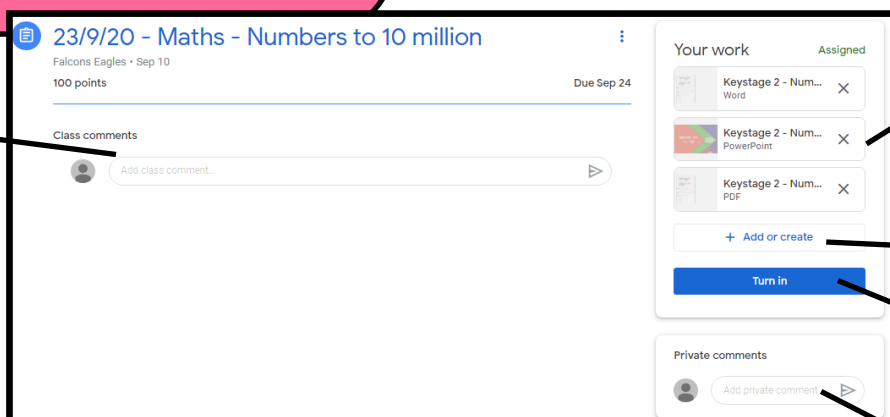 23/9/20 - Maths - Numbers to 10 million
Falcons Eagles • Sep 10
100 points
Due Sep 24
Class comments
Add class comment...
Your work
Assigned
Keystage 2 - Num...
Word
Keystage 2 - Num...
PowerPoint
Keystage 2 - Num...
PDF
+ Add or create
Turn in
Private comments
Add private comment...